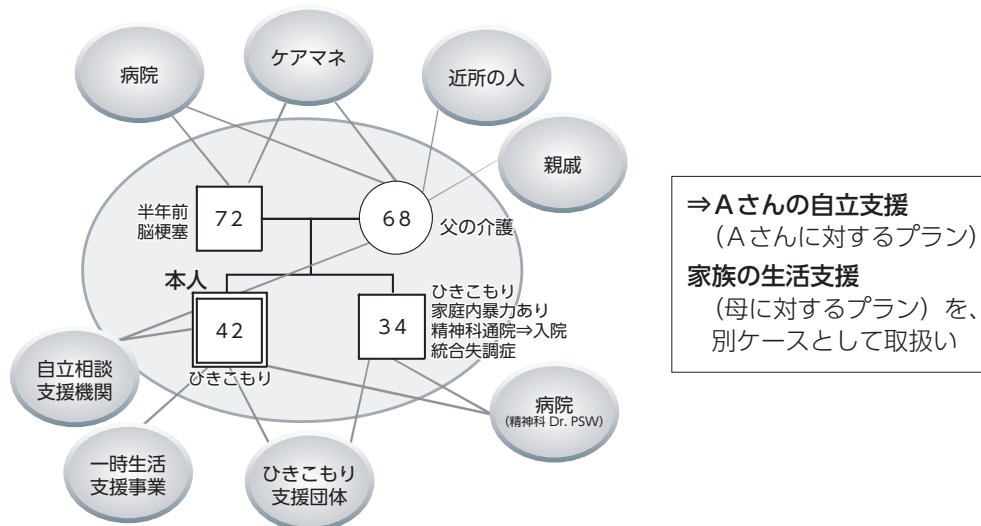 病院
ケアマネ
近所の人
親戚
半年前
脳梗塞
72
68
父の介護
本人
42
ひきこもり
34
ひきこもり
家庭内暴力あり
精神科通院⇒入院
統合失調症
自立相談
支援機関
一時生活
支援事業
ひきこもり
支援団体
病院
(精神科 Dr. PSW)
⇒Aさんの自立支援
（Aさんに対するプラン）
家族の生活支援
（母に対するプラン）を、
別ケースとして取扱い